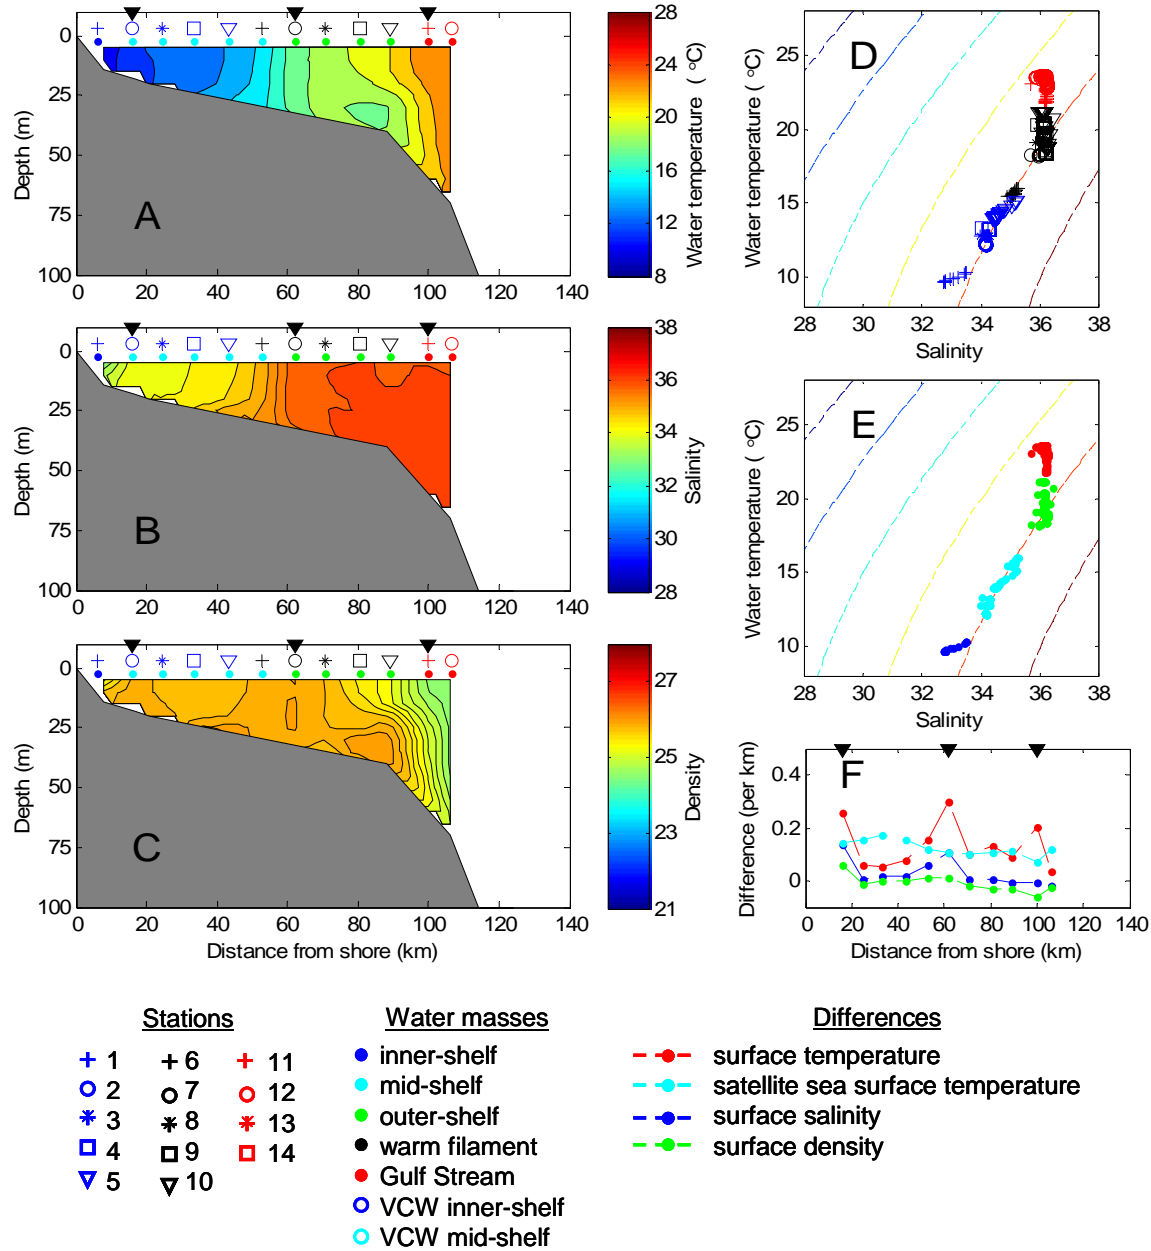 0
25
50
75
100
Depth (m)
A
0 20 40 60 80 100 120 140
28
24
20
16
12
8
Water temperature ( °C)
0
25
50
75
100
Depth (m)
B
0 20 40 60 80 100 120 140
38
36
34
32
30
28
Salinity
0
25
50
75
100
Depth (m)
C
0 20 40 60 80 100 120 140
Distance from shore (km)
27
25
23
21
Density
D
25
20
15
10
Water temperature ( °C)
28 30 32 34 36 38
Salinity
E
25
20
15
10
Water temperature ( °C)
28 30 32 34 36 38
Salinity
F
0.4
0.2
0
Difference (per km)
0 20 40 60 80 100 120 140
Distance from shore (km)
Stations
1 6 11
2 7 12
3 8 13
4 9 14
5 10
Water masses
inner-shelf
mid-shelf
outer-shelf
warm filament
Gulf Stream
VCW inner-shelf
VCW mid-shelf
Differences
surface temperature
satellite sea surface temperature
surface salinity
surface density